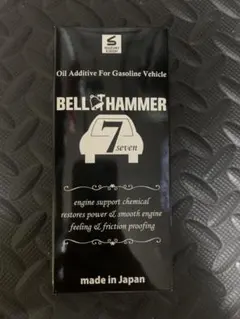 Oil Additive For Gasoline Vehicle
BELL HAMMER
7
seven
engine support chemical
restores power & smooth engine
feeling & friction proofing
made in Japan